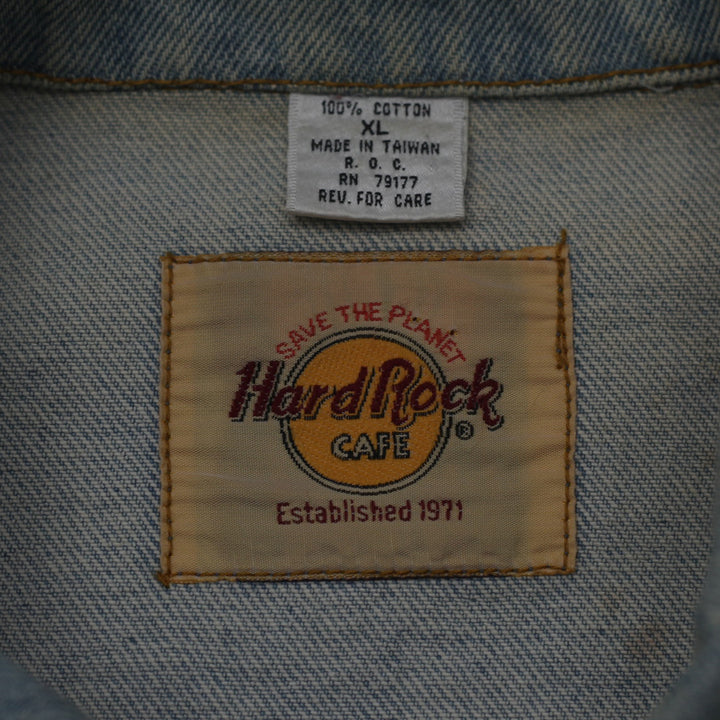 100% COTTON
XL
MADE IN TAIWAN
R. O. C.
RN 79177
REV. FOR CARE
SAVE THE PLANET
Hard Rock
CAFE ®
Established 1971